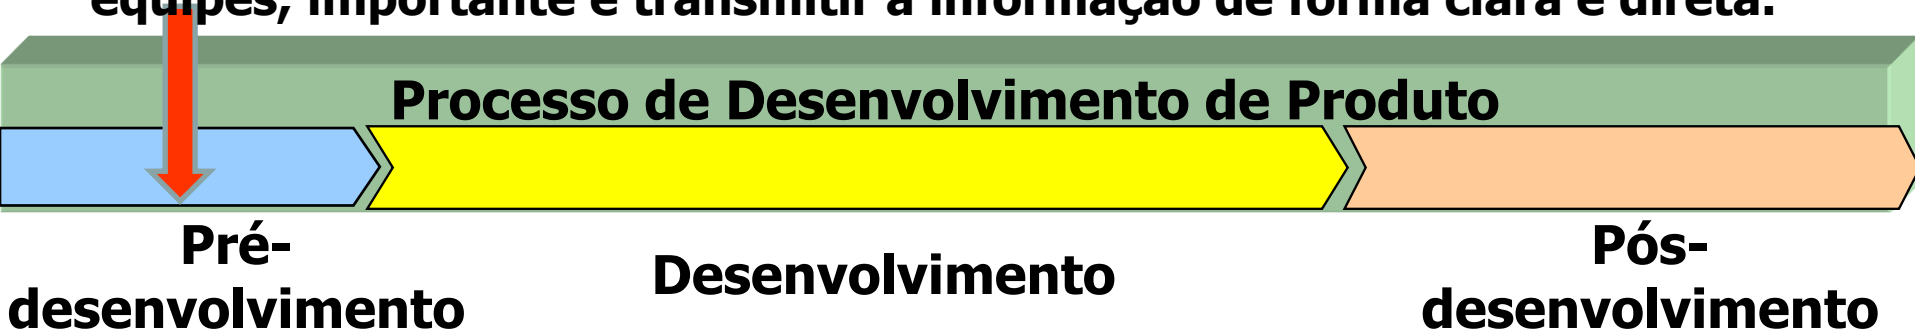 equipes, importante é transmitir a informação de forma clara e direta.
Processo de Desenvolvimento de Produto
Pré-
desenvolvimento
Desenvolvimento
Pós-
desenvolvimento